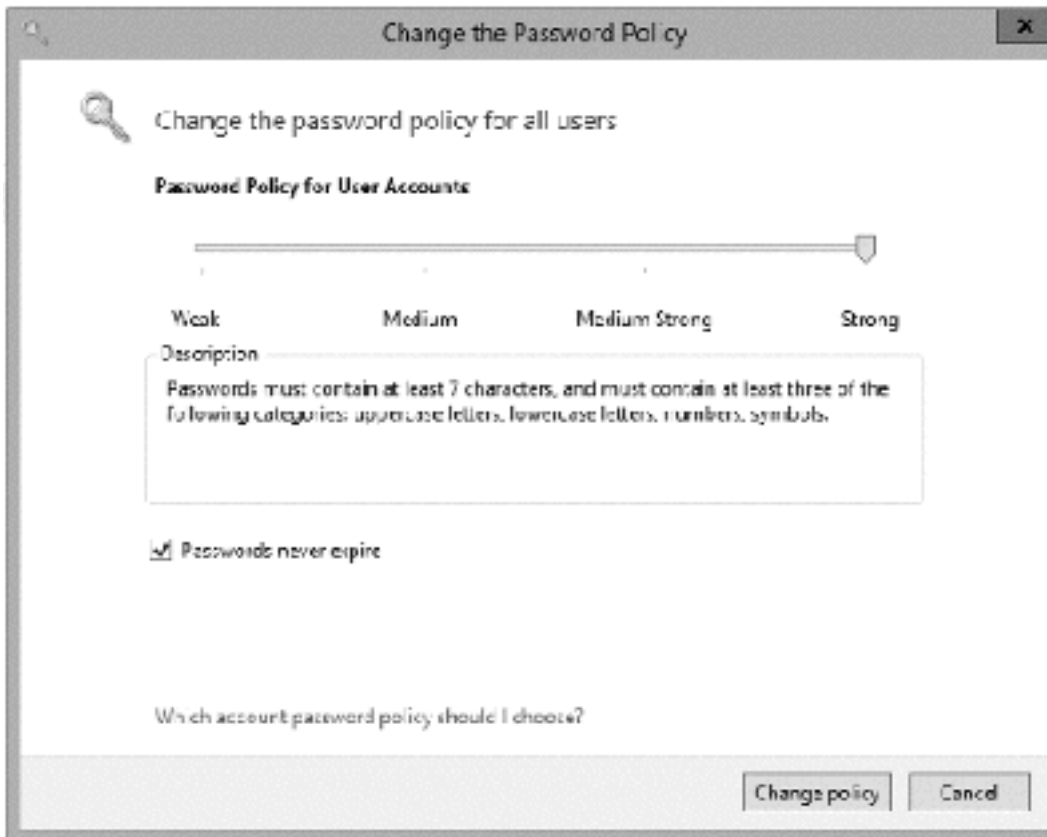 Change the Password Policy
x
Change the password policy for all users
Password Policy for User Accounts
Weak Medium Medium Strong Strong
Description
Passwords must contain at least 7 characters, and must contain at least three of the
following categories: uppercase letters, lowercase letters, numbers, symbols.
Passwords never expire
Which account password policy should I choose?
Change policy Cancel